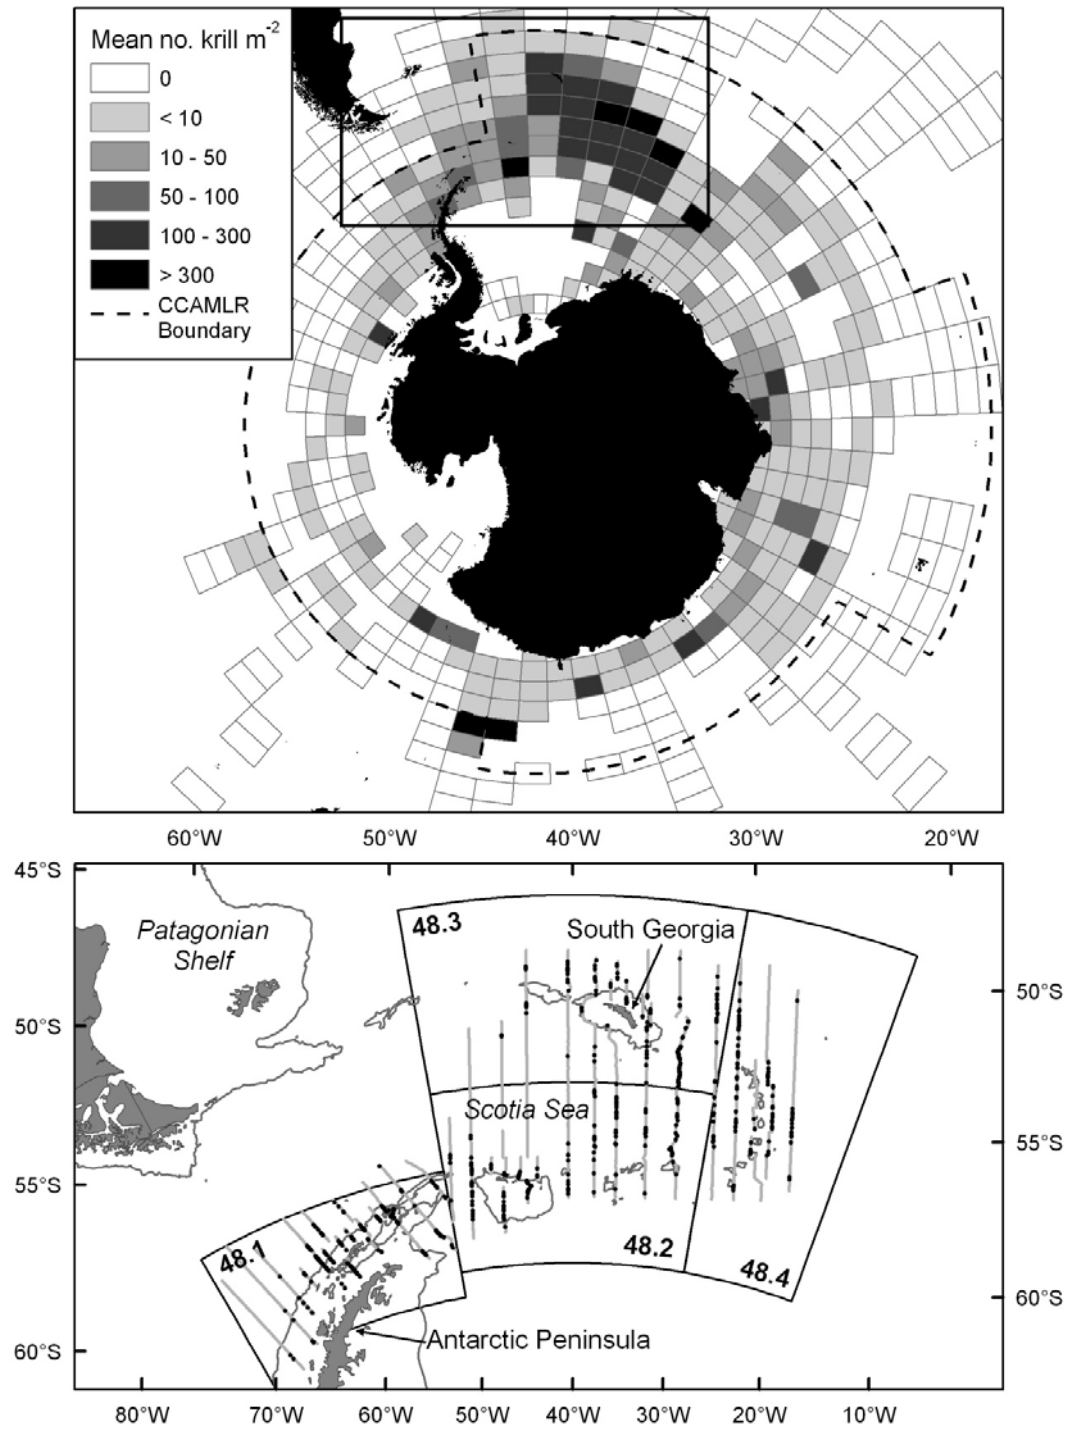 Mean no. krill m-2
0
< 10
10 - 50
50 - 100
100 - 300
> 300
CCAMLR
Boundary
60°W 50°W 40°W 30°W 20°W
45°S
Patagonian
Shelf
48.3
South Georgia
50°S
50°S
Scotia Sea
55°S
55°S
48.1
48.2
48.4
60°S
Antarctic Peninsula
60°S
80°W 70°W 60°W 50°W 40°W 30°W 20°W 10°W